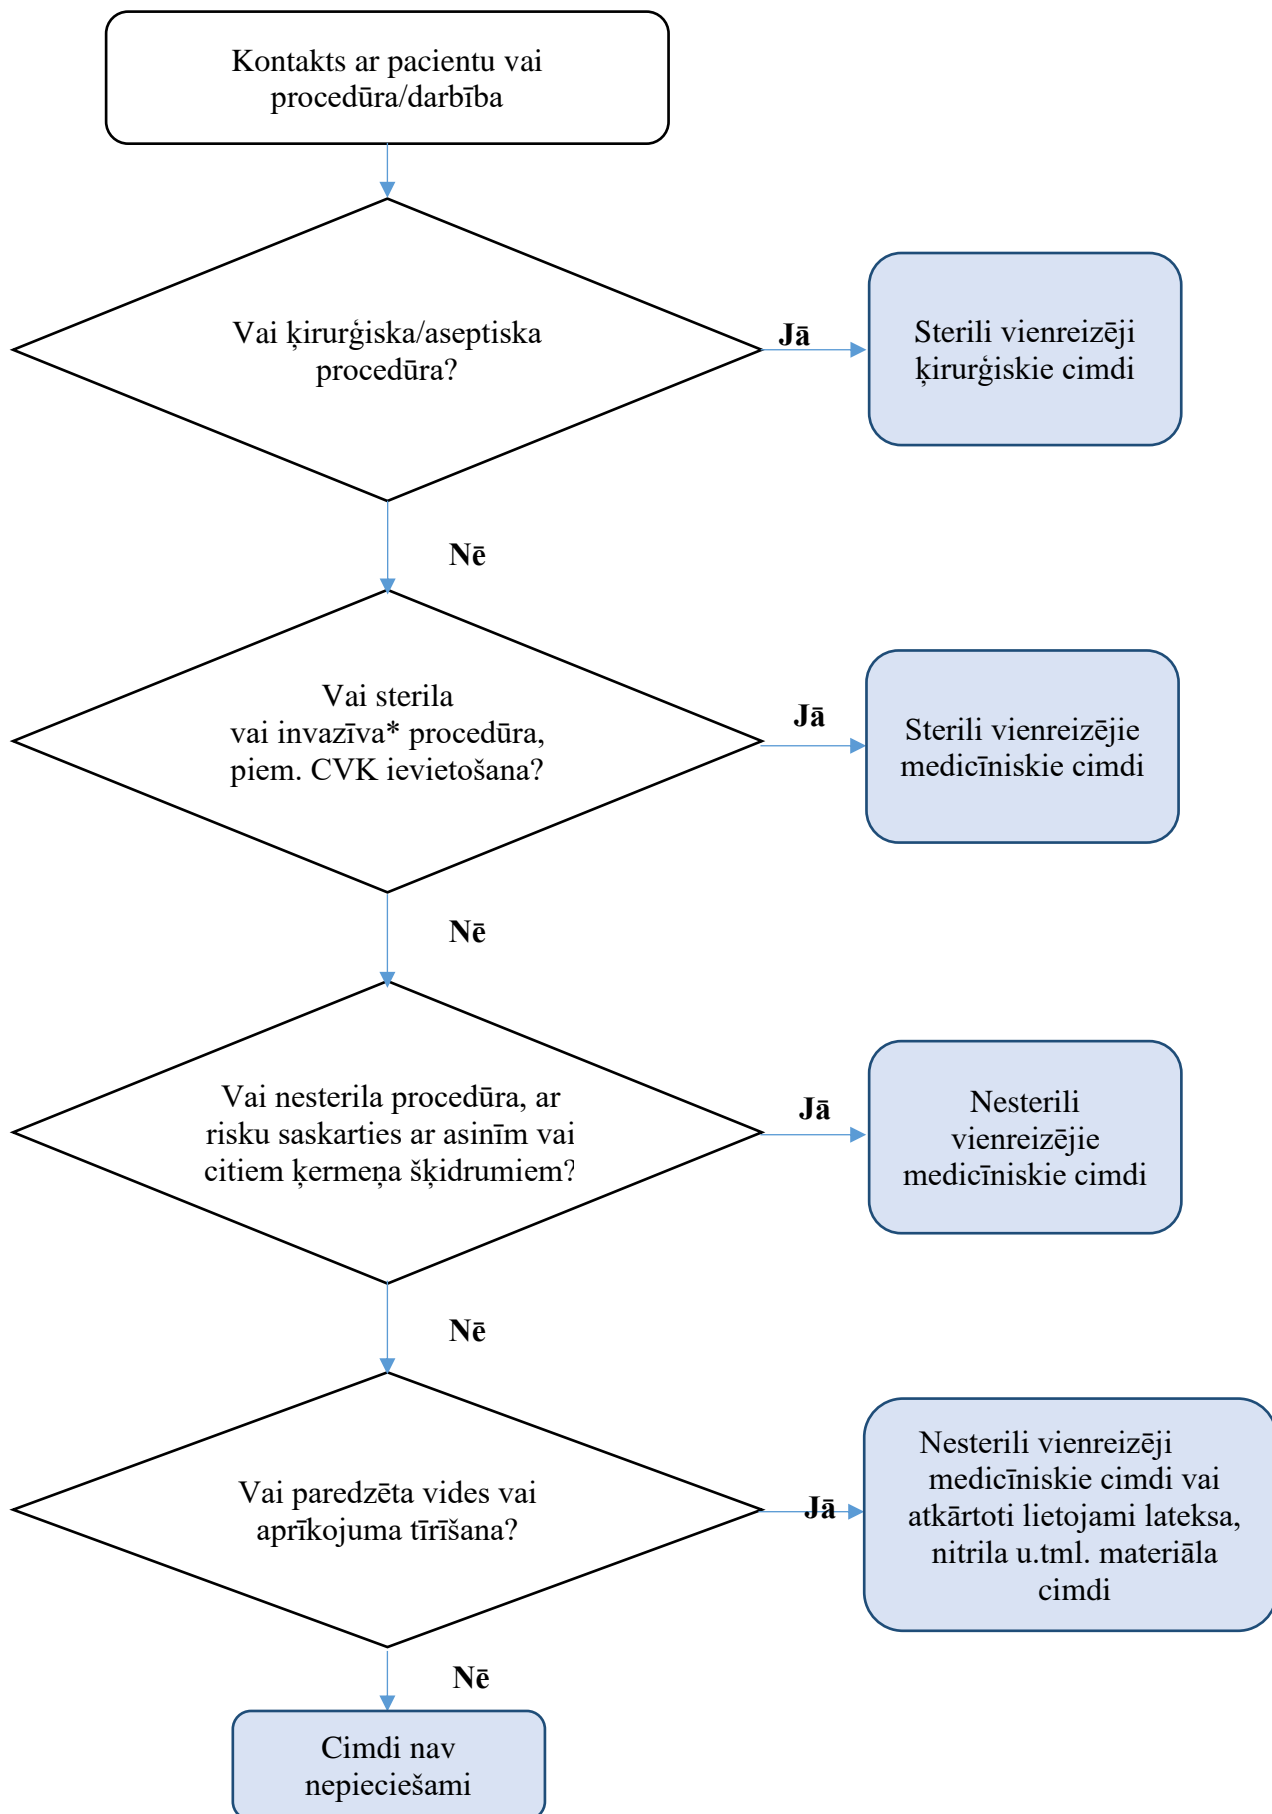 Kontakts ar pacientu vai
procedūra/darbība
Vai ķirurģiska/aseptiska
procedūra?
Jā
Sterili vienreizēji
ķirurģiskie cimdi
Nē
Vai sterila
vai invazīva* procedūra,
piem. CVK ievietošana?
Jā
Sterili vienreizējie
medicīniskie cimdi
Nē
Vai nesterila procedūra, ar
risku saskarties ar asinīm vai
citiem ķermeņa šķidrumiem?
Jā
Nesterili
vienreizējie
medicīniskie cimdi
Nē
Vai paredzēta vides vai
aprīkojuma tīrīšana?
Jā
Nesterili vienreizēji
medicīniskie cimdi vai
atkārtoti lietojami lateksa,
nitrila u.tml. materiāla
cimdi
Nē
Cimdi nav
nepieciešami